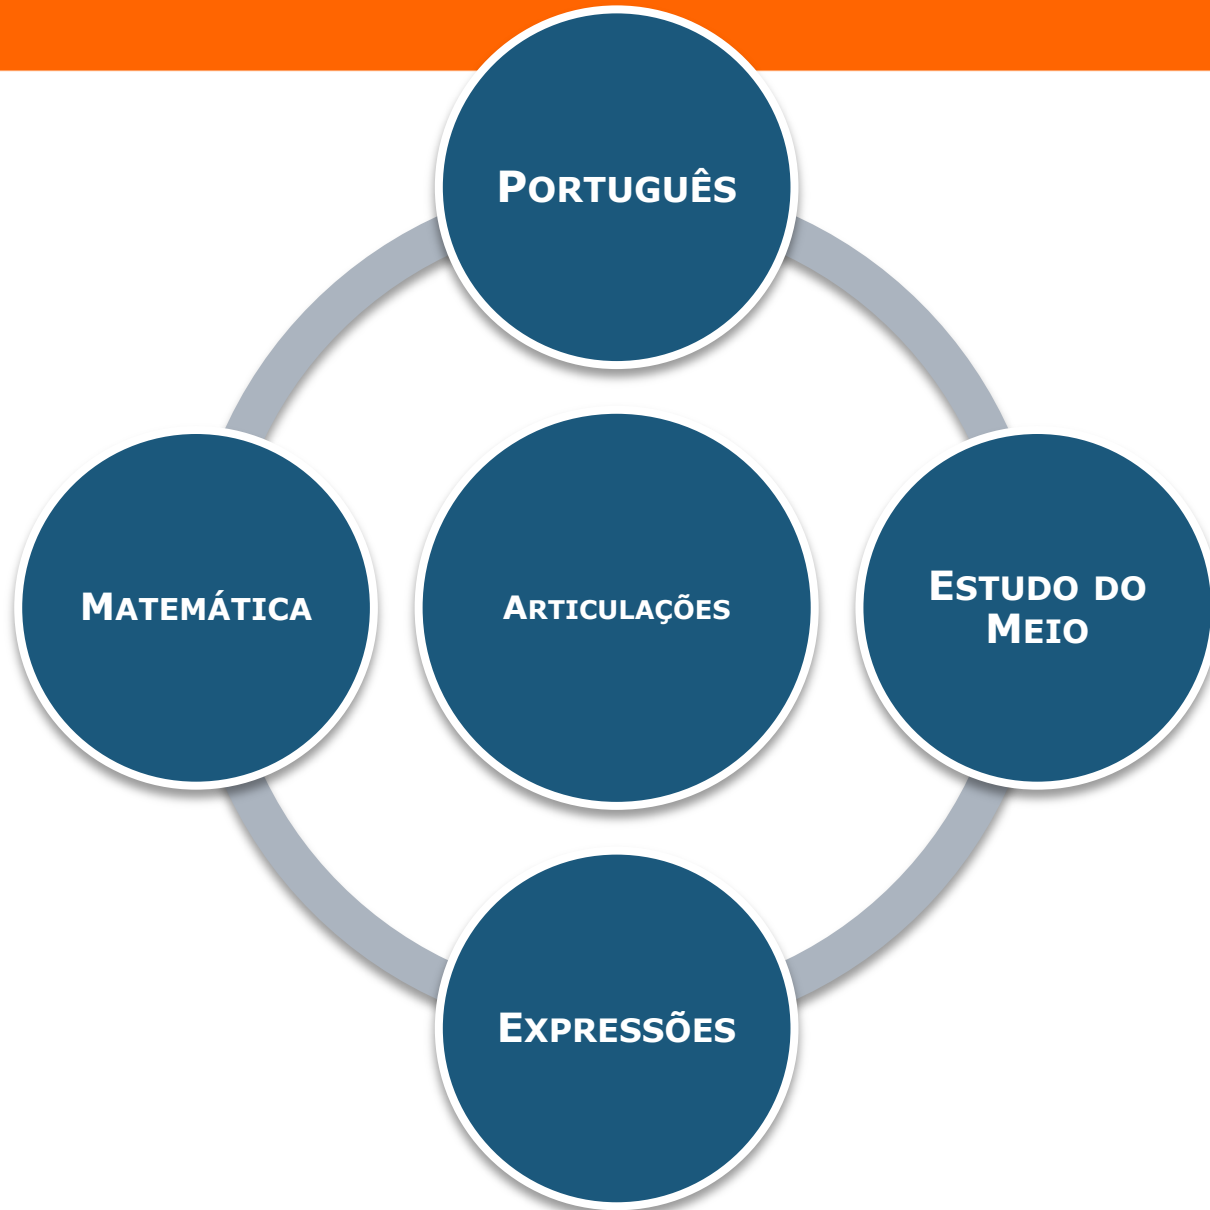 Português
Matemática
Articulações
Estudo do
Meio
Expressões